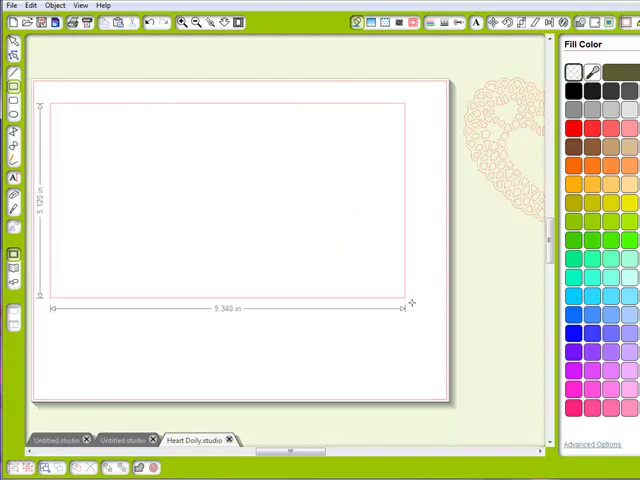 File Edit Object View Help
Fill Color
A
A
5.120 in
9.340 in
Untitled.studio Untitled.studio Heart Doily.studio
Advanced Options